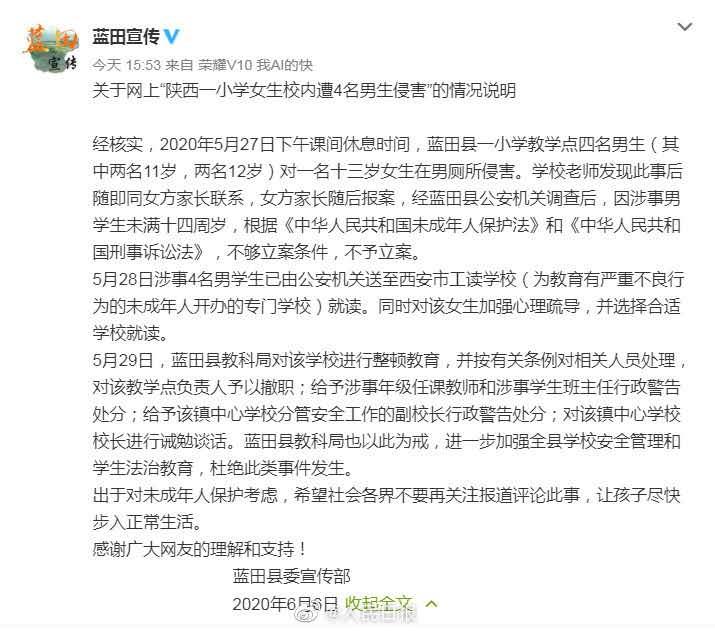 蓝田
宣传
蓝田宣传
今天 15:53 来自 荣耀V10 我AI的快
关于网上“陕西一小学女生校内遭4名男生侵害”的情况说明
经核实，2020年5月27日下午课间休息时间，蓝田县一小学教学点四名男生（其
中两名11岁，两名12岁）对一名十三岁女生在男厕所侵害。学校老师发现此事后
随即同女方家长联系，女方家长随后报案，经蓝田县公安机关调查后，因涉事男
学生未满十四周岁，根据《中华人民共和国未成年人保护法》和《中华人民共和
国刑事诉讼法》，不够立案条件，不予立案。
5月28日涉事4名男学生已由公安机关送至西安市工读学校（为教育有严重不良行
为的未成年人开办的专门学校）就读。同时对该女生加强心理疏导，并选择合适
学校就读。
5月29日，蓝田县教科局对该学校进行整顿教育，并按有关条例对相关人员处理，
对该教学点负责人予以撤职；给予涉事年级任课教师和涉事学生班主任行政警告
处分；给予该镇中心学校分管安全工作的副校长行政警告处分；对该镇中心学校
校长进行诫勉谈话。蓝田县教科局也以此为戒，进一步加强全县学校安全管理和
学生法治教育，杜绝此类事件发生。
出于对未成年人保护考虑，希望社会各界不要再关注报道评论此事，让孩子尽快
步入正常生活。
感谢广大网友的理解和支持！
蓝田县委宣传部
2020年6月6日 收起全文
@人民日报